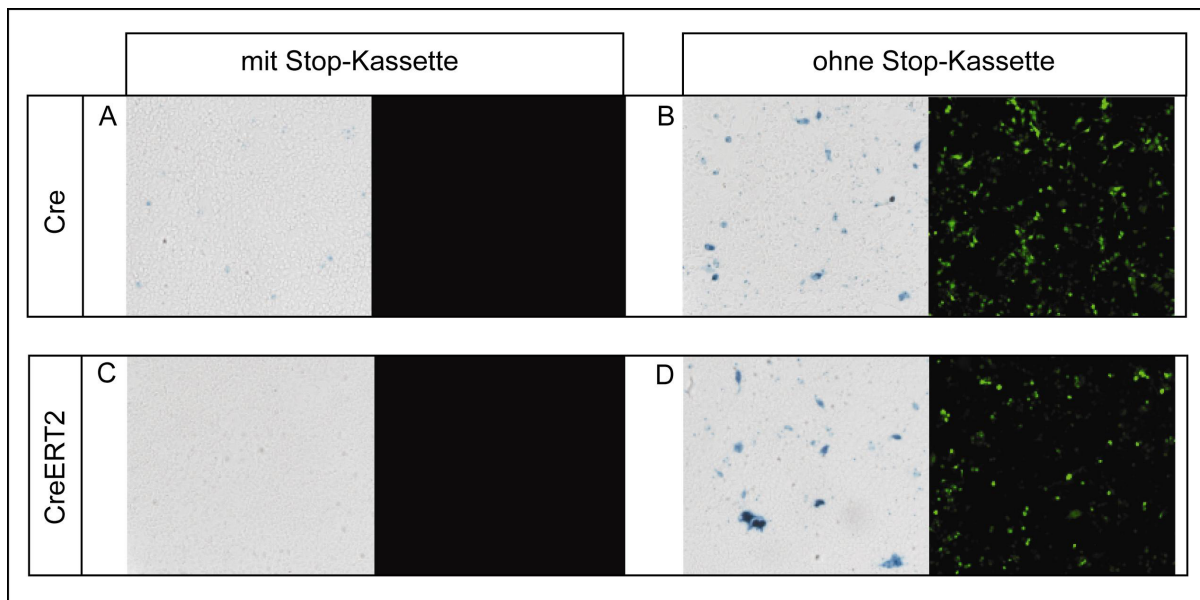 mit Stop-Kassette
ohne Stop-Kassette
Cre
A
B
CreERT2
C
D